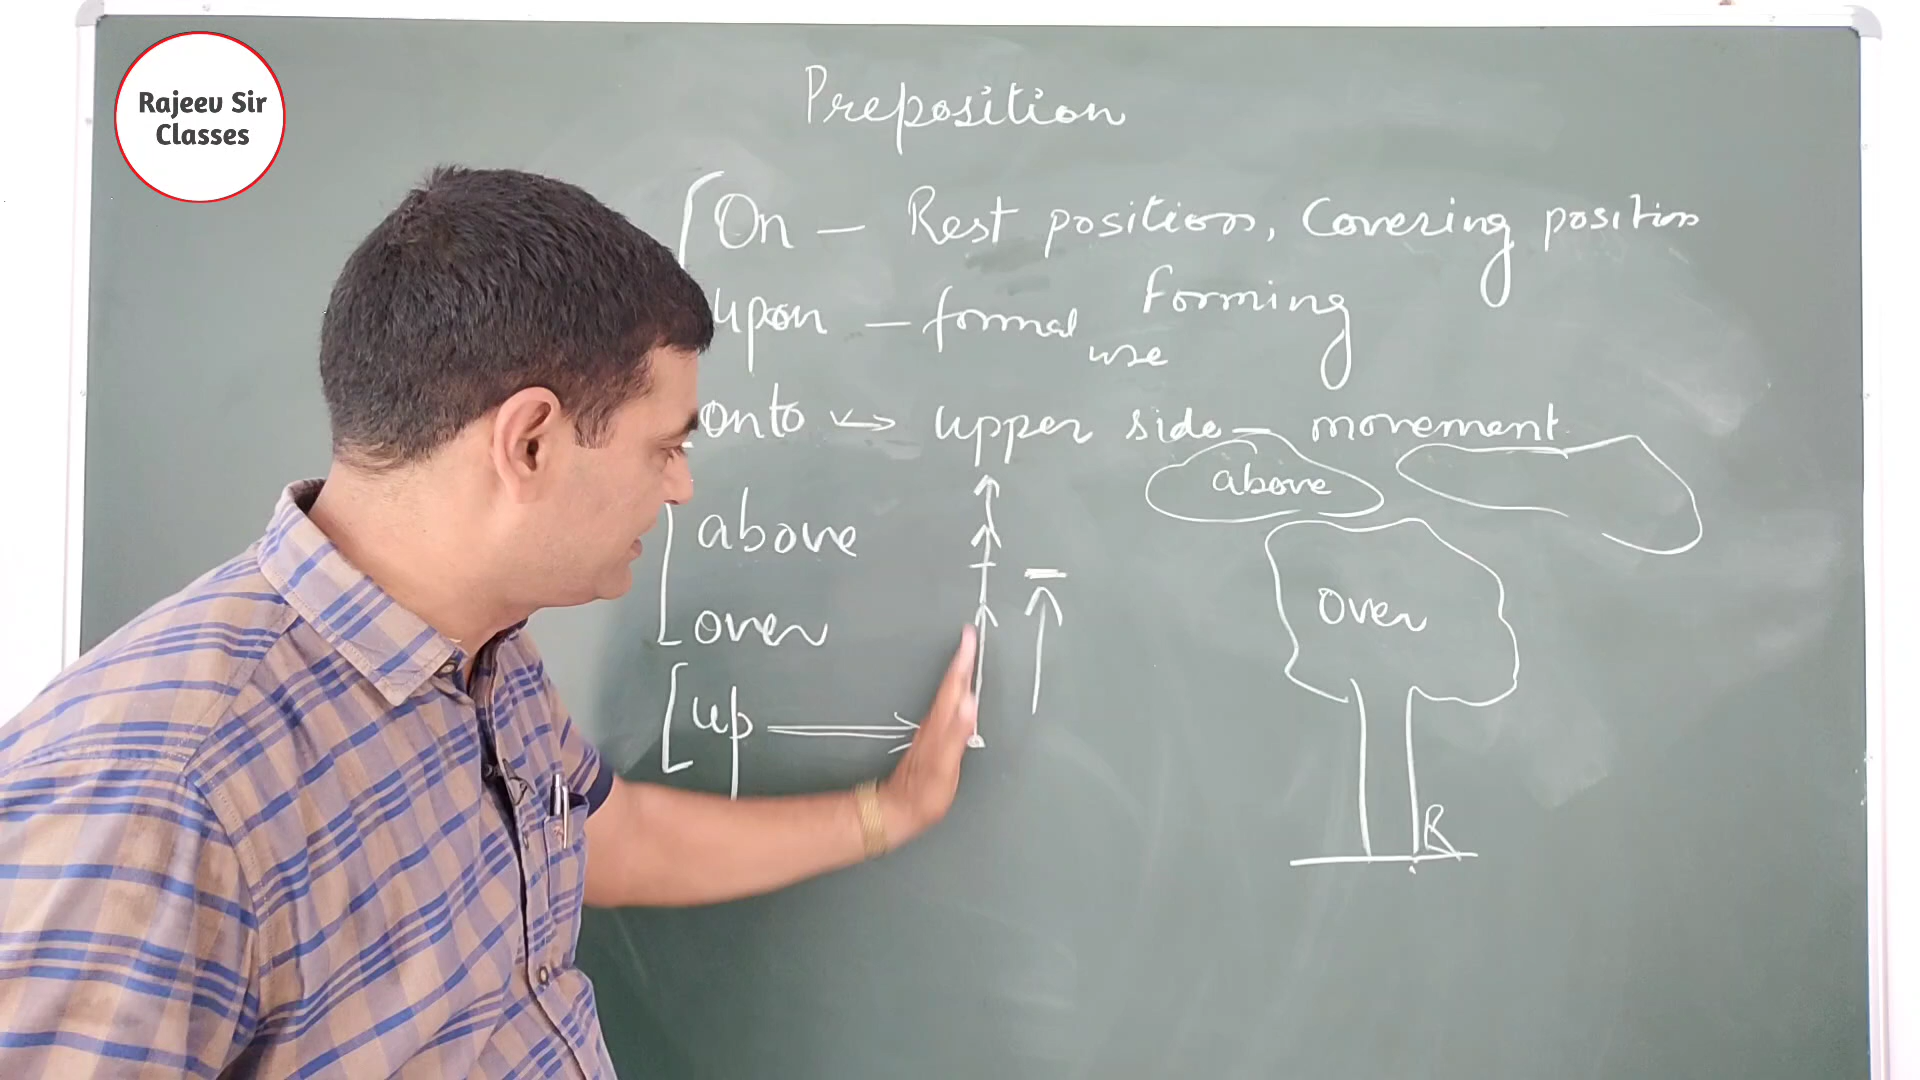 Rajeev Sir
Classes
Preposition
On — Rest position, Covering position
upon — formal use
Forming
onto ↔ upper side — movement
above
above
over
over
up
R